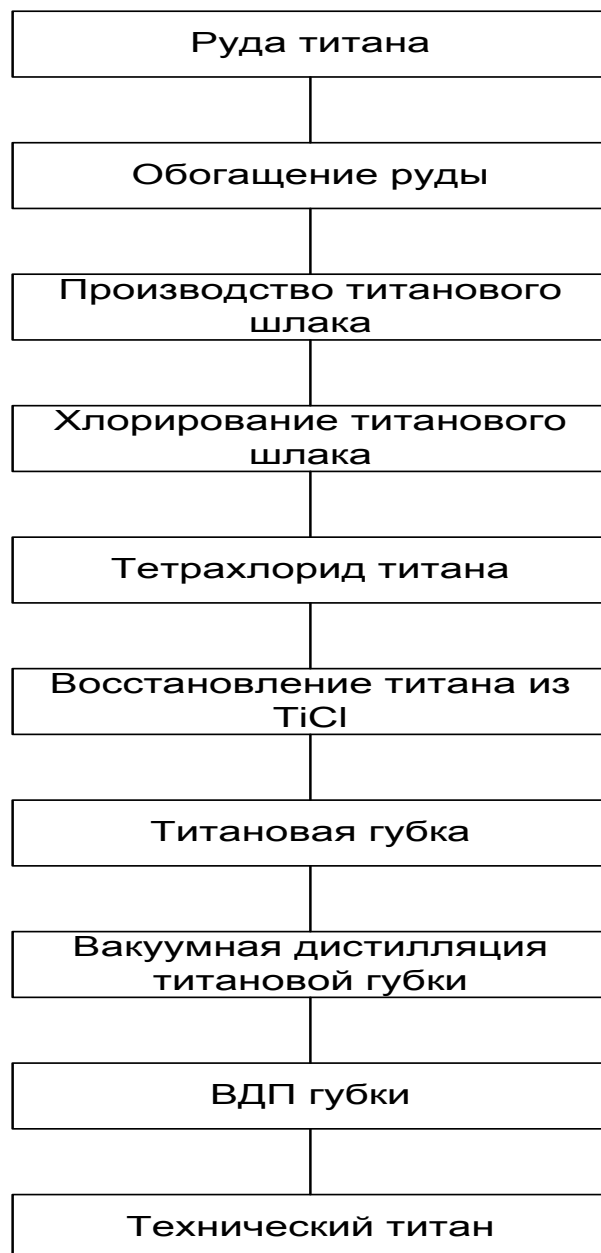 Руда титана
Обогащение руды
Производство титанового
шлака
Хлорирование титанового
шлака
Тетрахлорид титана
Восстановление титана из
TiCl
Титановая губка
Вакуумная дистилляция
титановой губки
ВДП губки
Технический титан